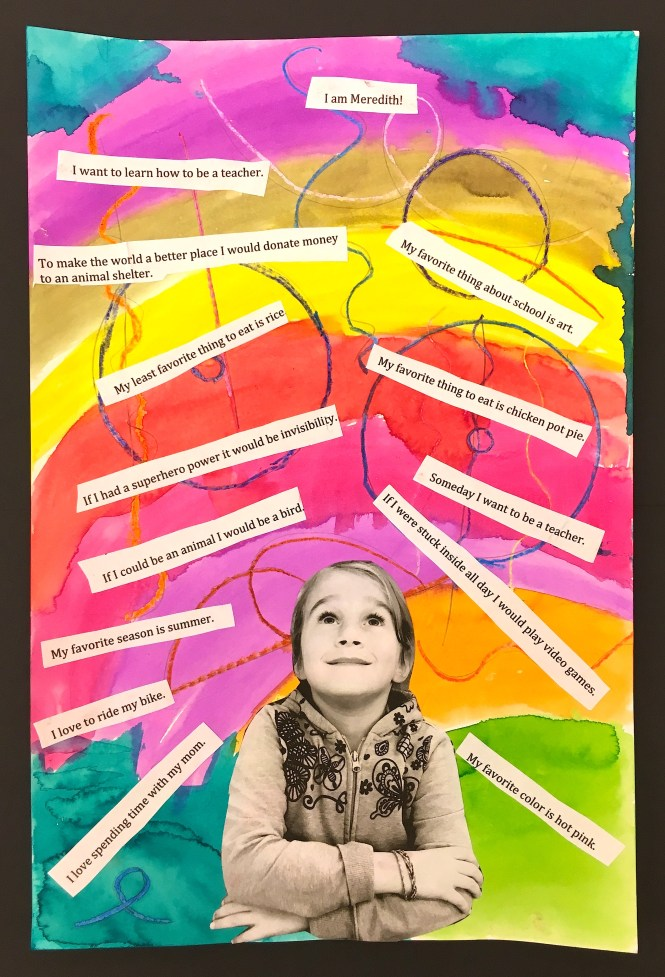 I am Meredith!
I want to learn how to be a teacher.
To make the world a better place I would donate money
to an animal shelter.
My favorite thing about school is art.
My least favorite thing to eat is rice
My favorite thing to eat is chicken pot pie.
If I had a superhero power it would be invisibility.
Someday I want to be a teacher.
If I could be an animal I would be a bird.
If I were stuck inside all day I would play video games.
My favorite season is summer.
I love to ride my bike.
I love spending time with my mom.
My favorite color is hot pink.